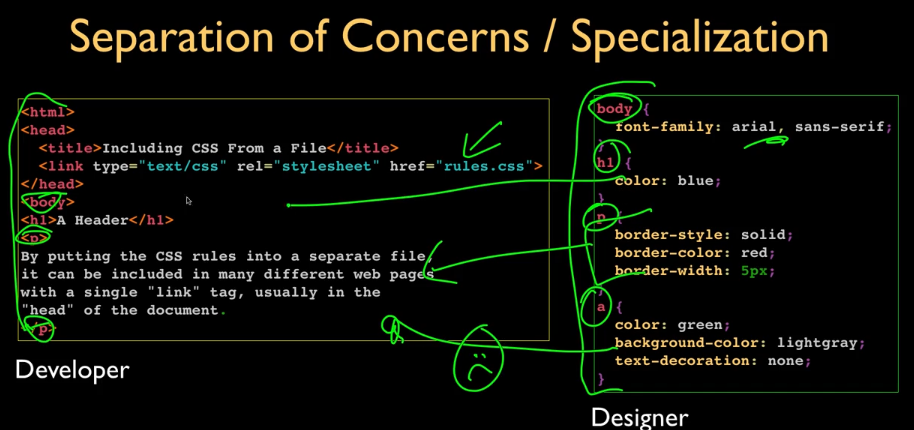 Separation of Concerns / Specialization
<html>
<head>
<title>Including CSS From a File</title>
<link type="text/css" rel="stylesheet" href="rules.css">
</head>
<body>
<h1>A Header</h1>
<p>
By putting the CSS rules into a separate file,
it can be included in many different web pages
with a single "link" tag, usually in the
"head" of the document.
</p>
Developer
body {
font-family: arial, sans-serif;
}
h1 {
color: blue;
}
p {
border-style: solid;
border-color: red;
border-width: 5px;
}
a {
color: green;
background-color: lightgray;
text-decoration: none;
}
Designer